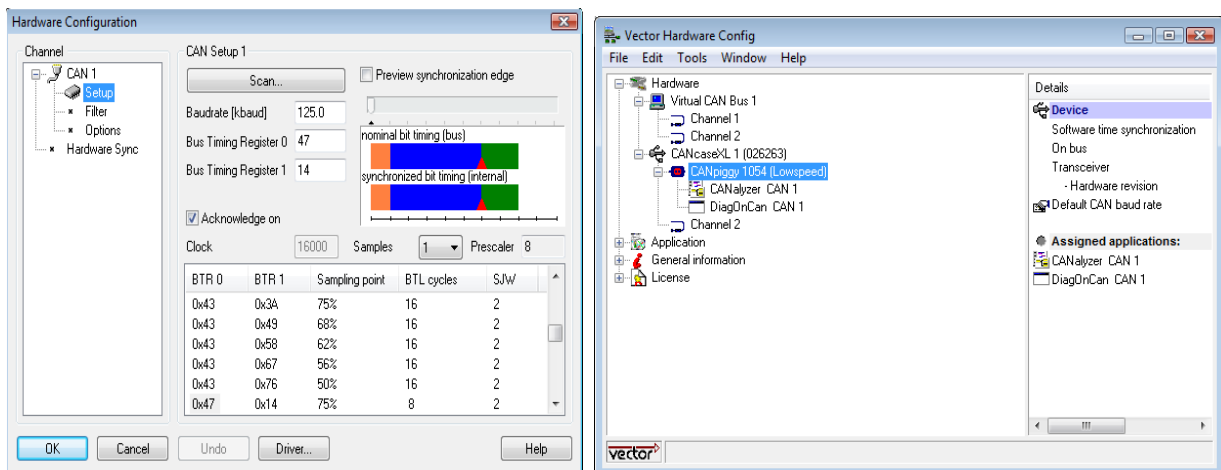 Hardware Configuration
Channel
CAN 1
Setup
Filter
Options
Hardware Sync
CAN Setup 1
Scan...
Preview synchronization edge
Baudrate [kbaud] 125.0
Bus Timing Register 0 47
Bus Timing Register 1 14
nominal bit timing (bus)
synchronized bit timing (internal)
Acknowledge on
Clock 16000 Samples 1 Prescaler 8
BTR 0 BTR 1 Sampling point BTL cycles SJW
0x43 0x3A 75% 16 2
0x43 0x49 68% 16 2
0x43 0x58 62% 16 2
0x43 0x67 56% 16 2
0x43 0x76 50% 16 2
0x47 0x14 75% 8 2
OK Cancel Undo Driver... Help
Vector Hardware Config
File Edit Tools Window Help
Hardware
Virtual CAN Bus 1
Channel 1
Channel 2
CANcaseXL 1 (026263)
CANpiggy 1054 (Lowspeed)
CANalyzer CAN 1
DiagOnCan CAN 1
Channel 2
Application
General information
License
Details
Device
Software time synchronization
On bus
Transceiver
- Hardware revision
Default CAN baud rate
Assigned applications:
CANalyzer CAN 1
DiagOnCan CAN 1
vector